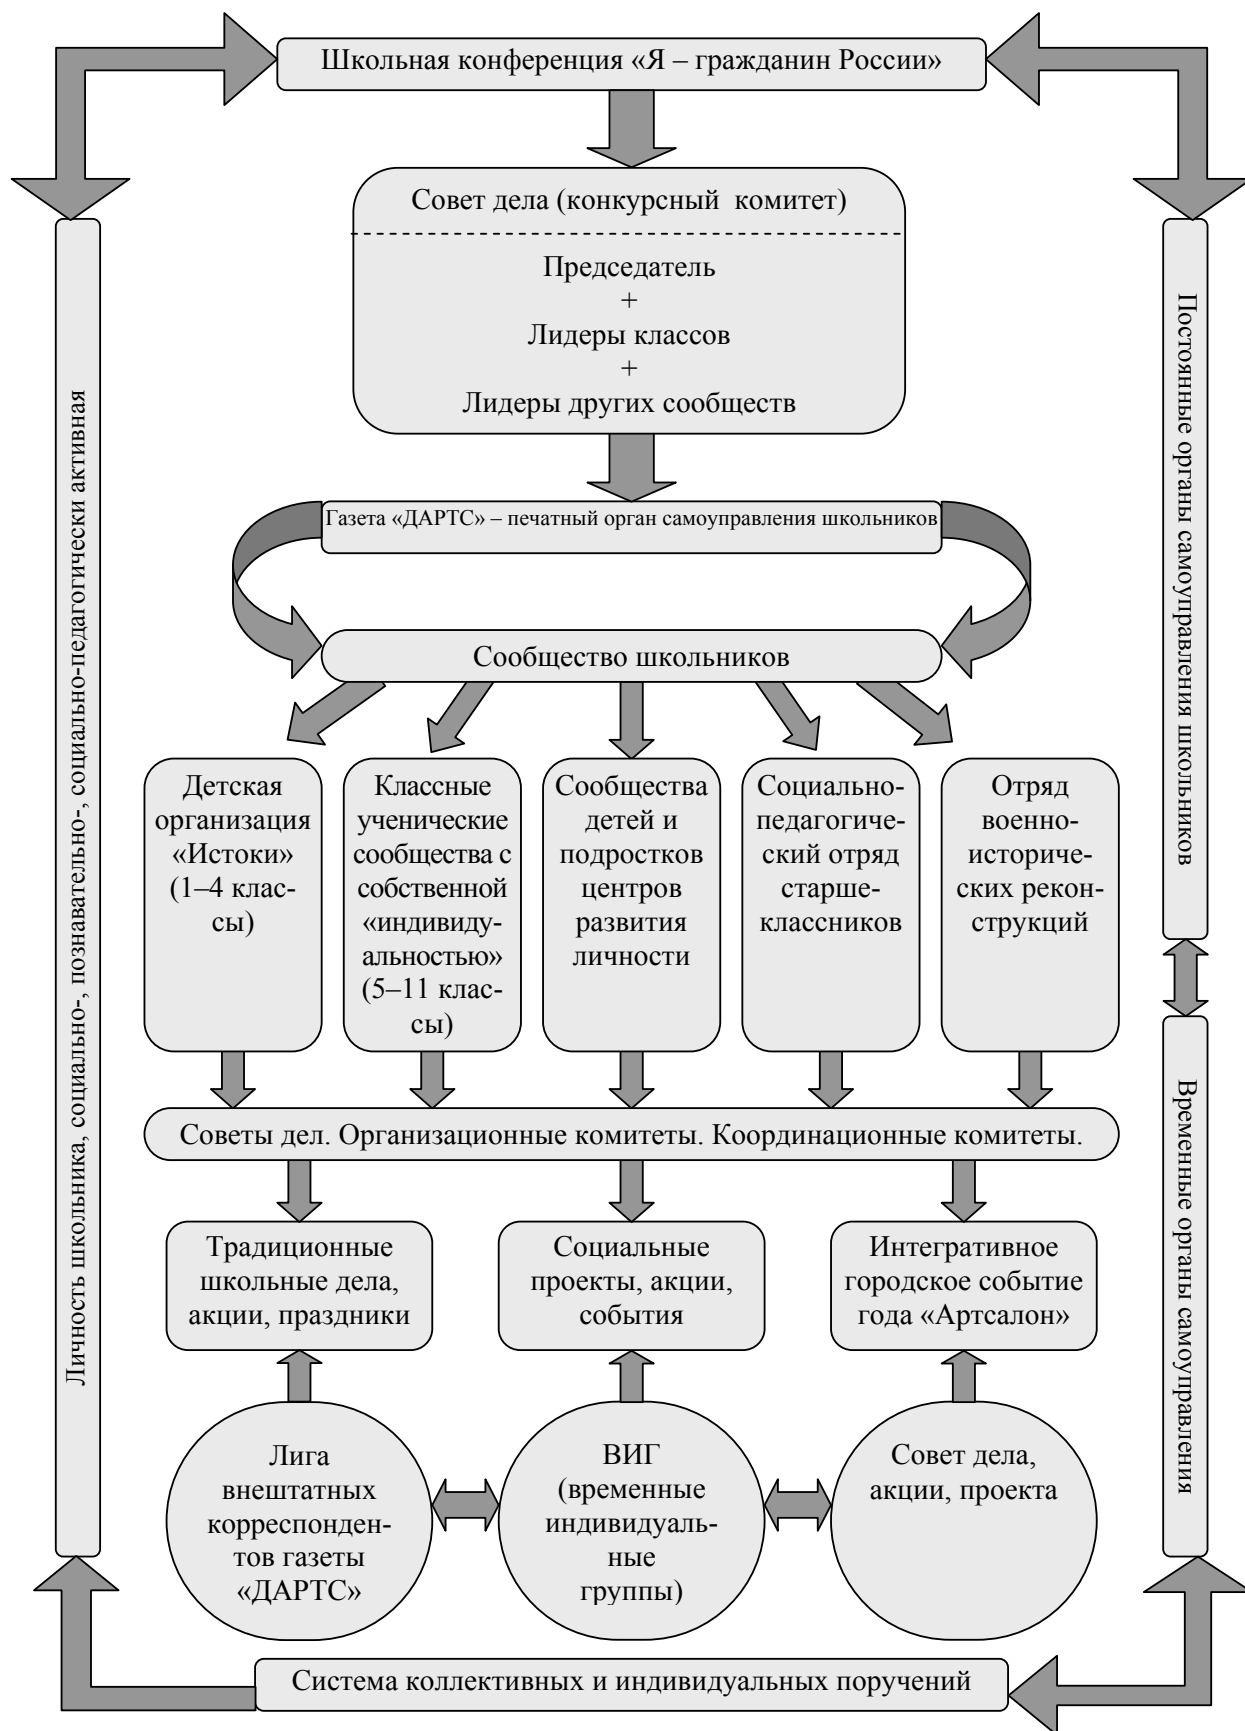 Школьная конференция «Я – гражданин России»
Совет дела (конкурсный комитет)
Председатель
+
Лидеры классов
+
Лидеры других сообществ
Газета «ДАРТС» – печатный орган самоуправления школьников
Сообщество школьников
Детская
организация
«Истоки»
(1–4 клас-
сы)
Классные
ученические
сообщества с
собственной
«индивиду-
альностью»
(5–11 клас-
сы)
Сообщества
детей и
подростков
центров
развития
личности
Социально-
педагогиче-
ский отряд
старше-
классников
Отряд
военно-
историче-
ских рекон-
струкций
Советы дел. Организационные комитеты. Координационные комитеты.
Традиционные
школьные дела,
акции, праздники
Социальные
проекты, акции,
события
Интегративное
городское событие
года «Артсалон»
Лига
внештатных
корреспонден-
тов газеты
«ДАРТС»
ВИГ
(временные
индивидуаль-
ные
группы)
Совет дела,
акции, проекта
Система коллективных и индивидуальных поручений
Личность школьника, социально-, познавательно-, социально-педагогически активная
Постоянные органы самоуправления школьников
Временные органы самоуправления